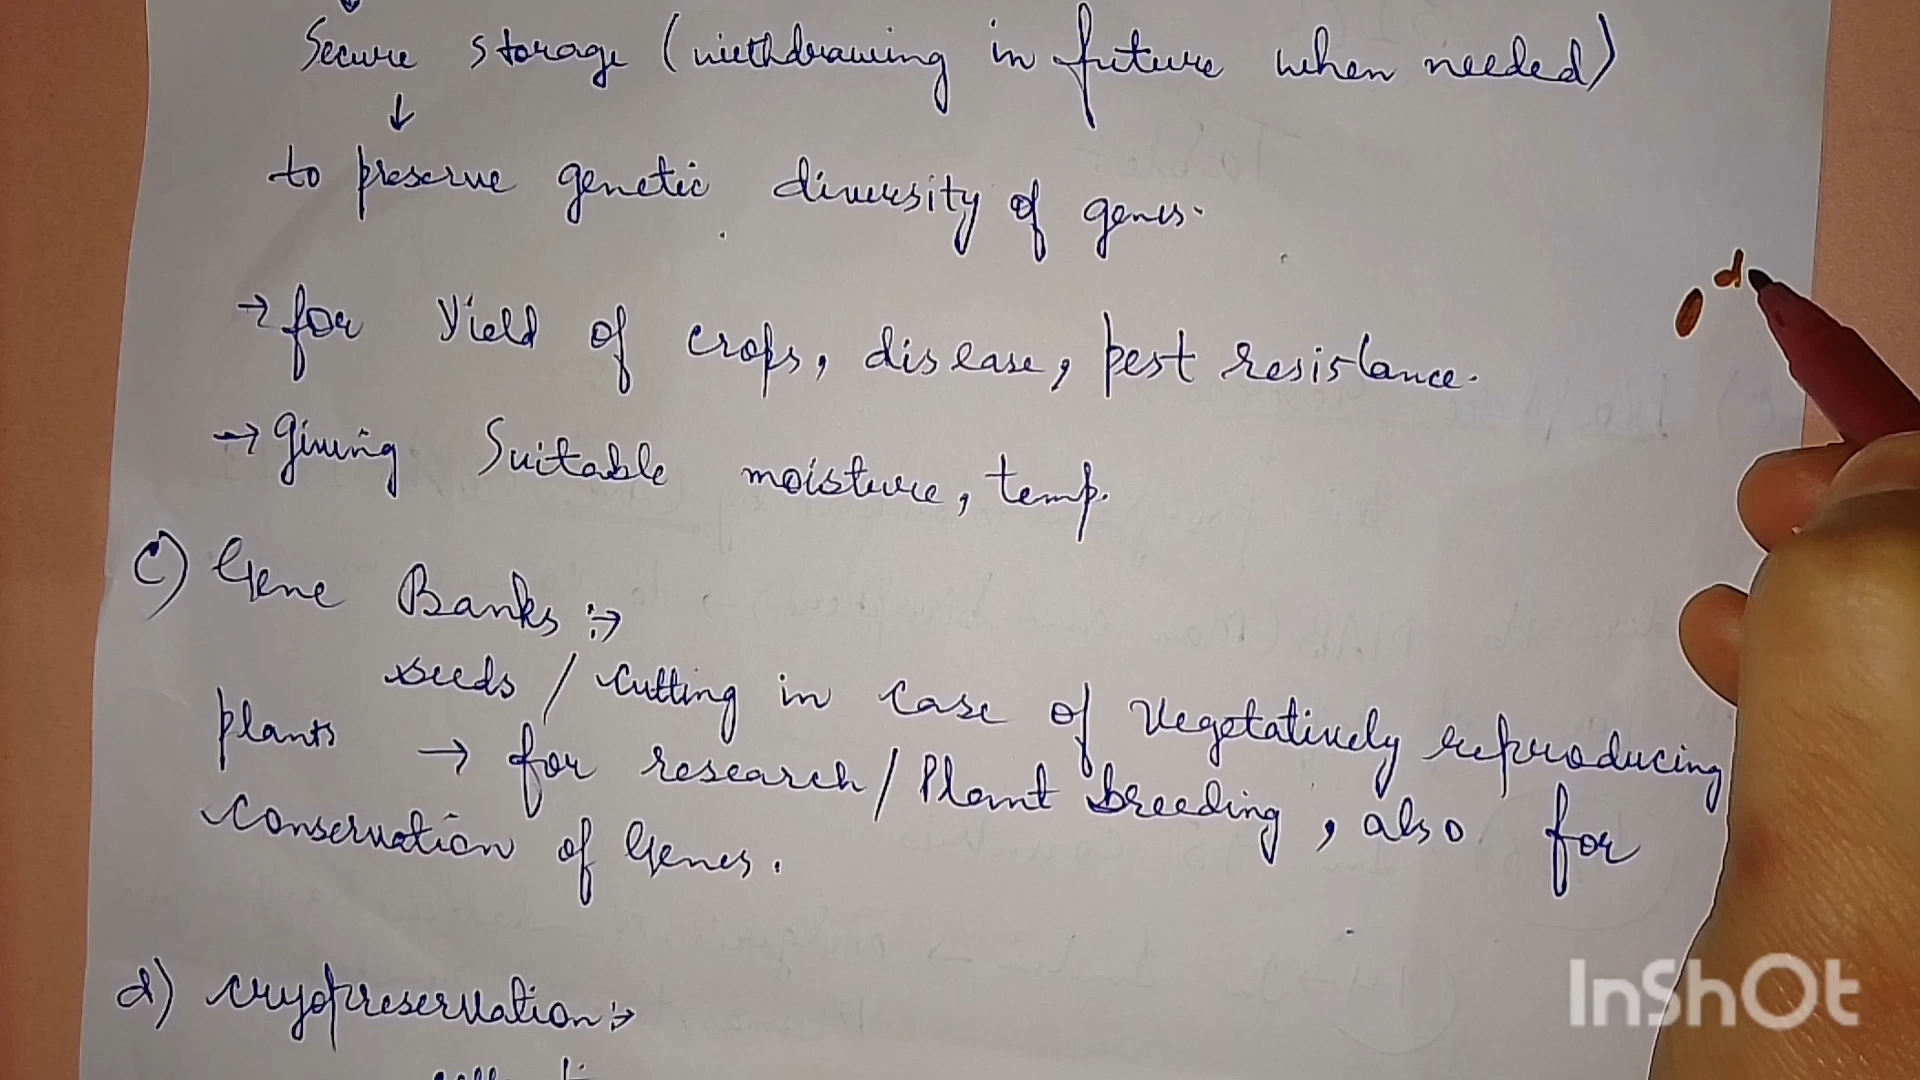 Secure storage (withdrawing in future when needed)
↓
to preserve genetic diversity of genes.
→ for Yield of crops, disease, pest resistance.
→ Giving Suitable moisture, temp.
c) Gene Banks :→
seeds / cutting in case of vegetatively reproducing
plants → for research / Plant breeding, also for
conservation of Genes.
d) cryopreservation :→
InShOt